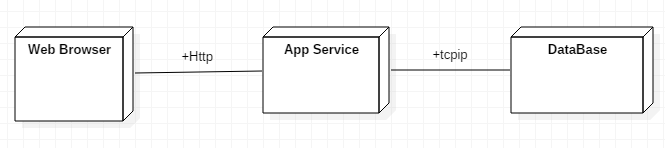 Web Browser
+Http
App Service
+tcpip
DataBase